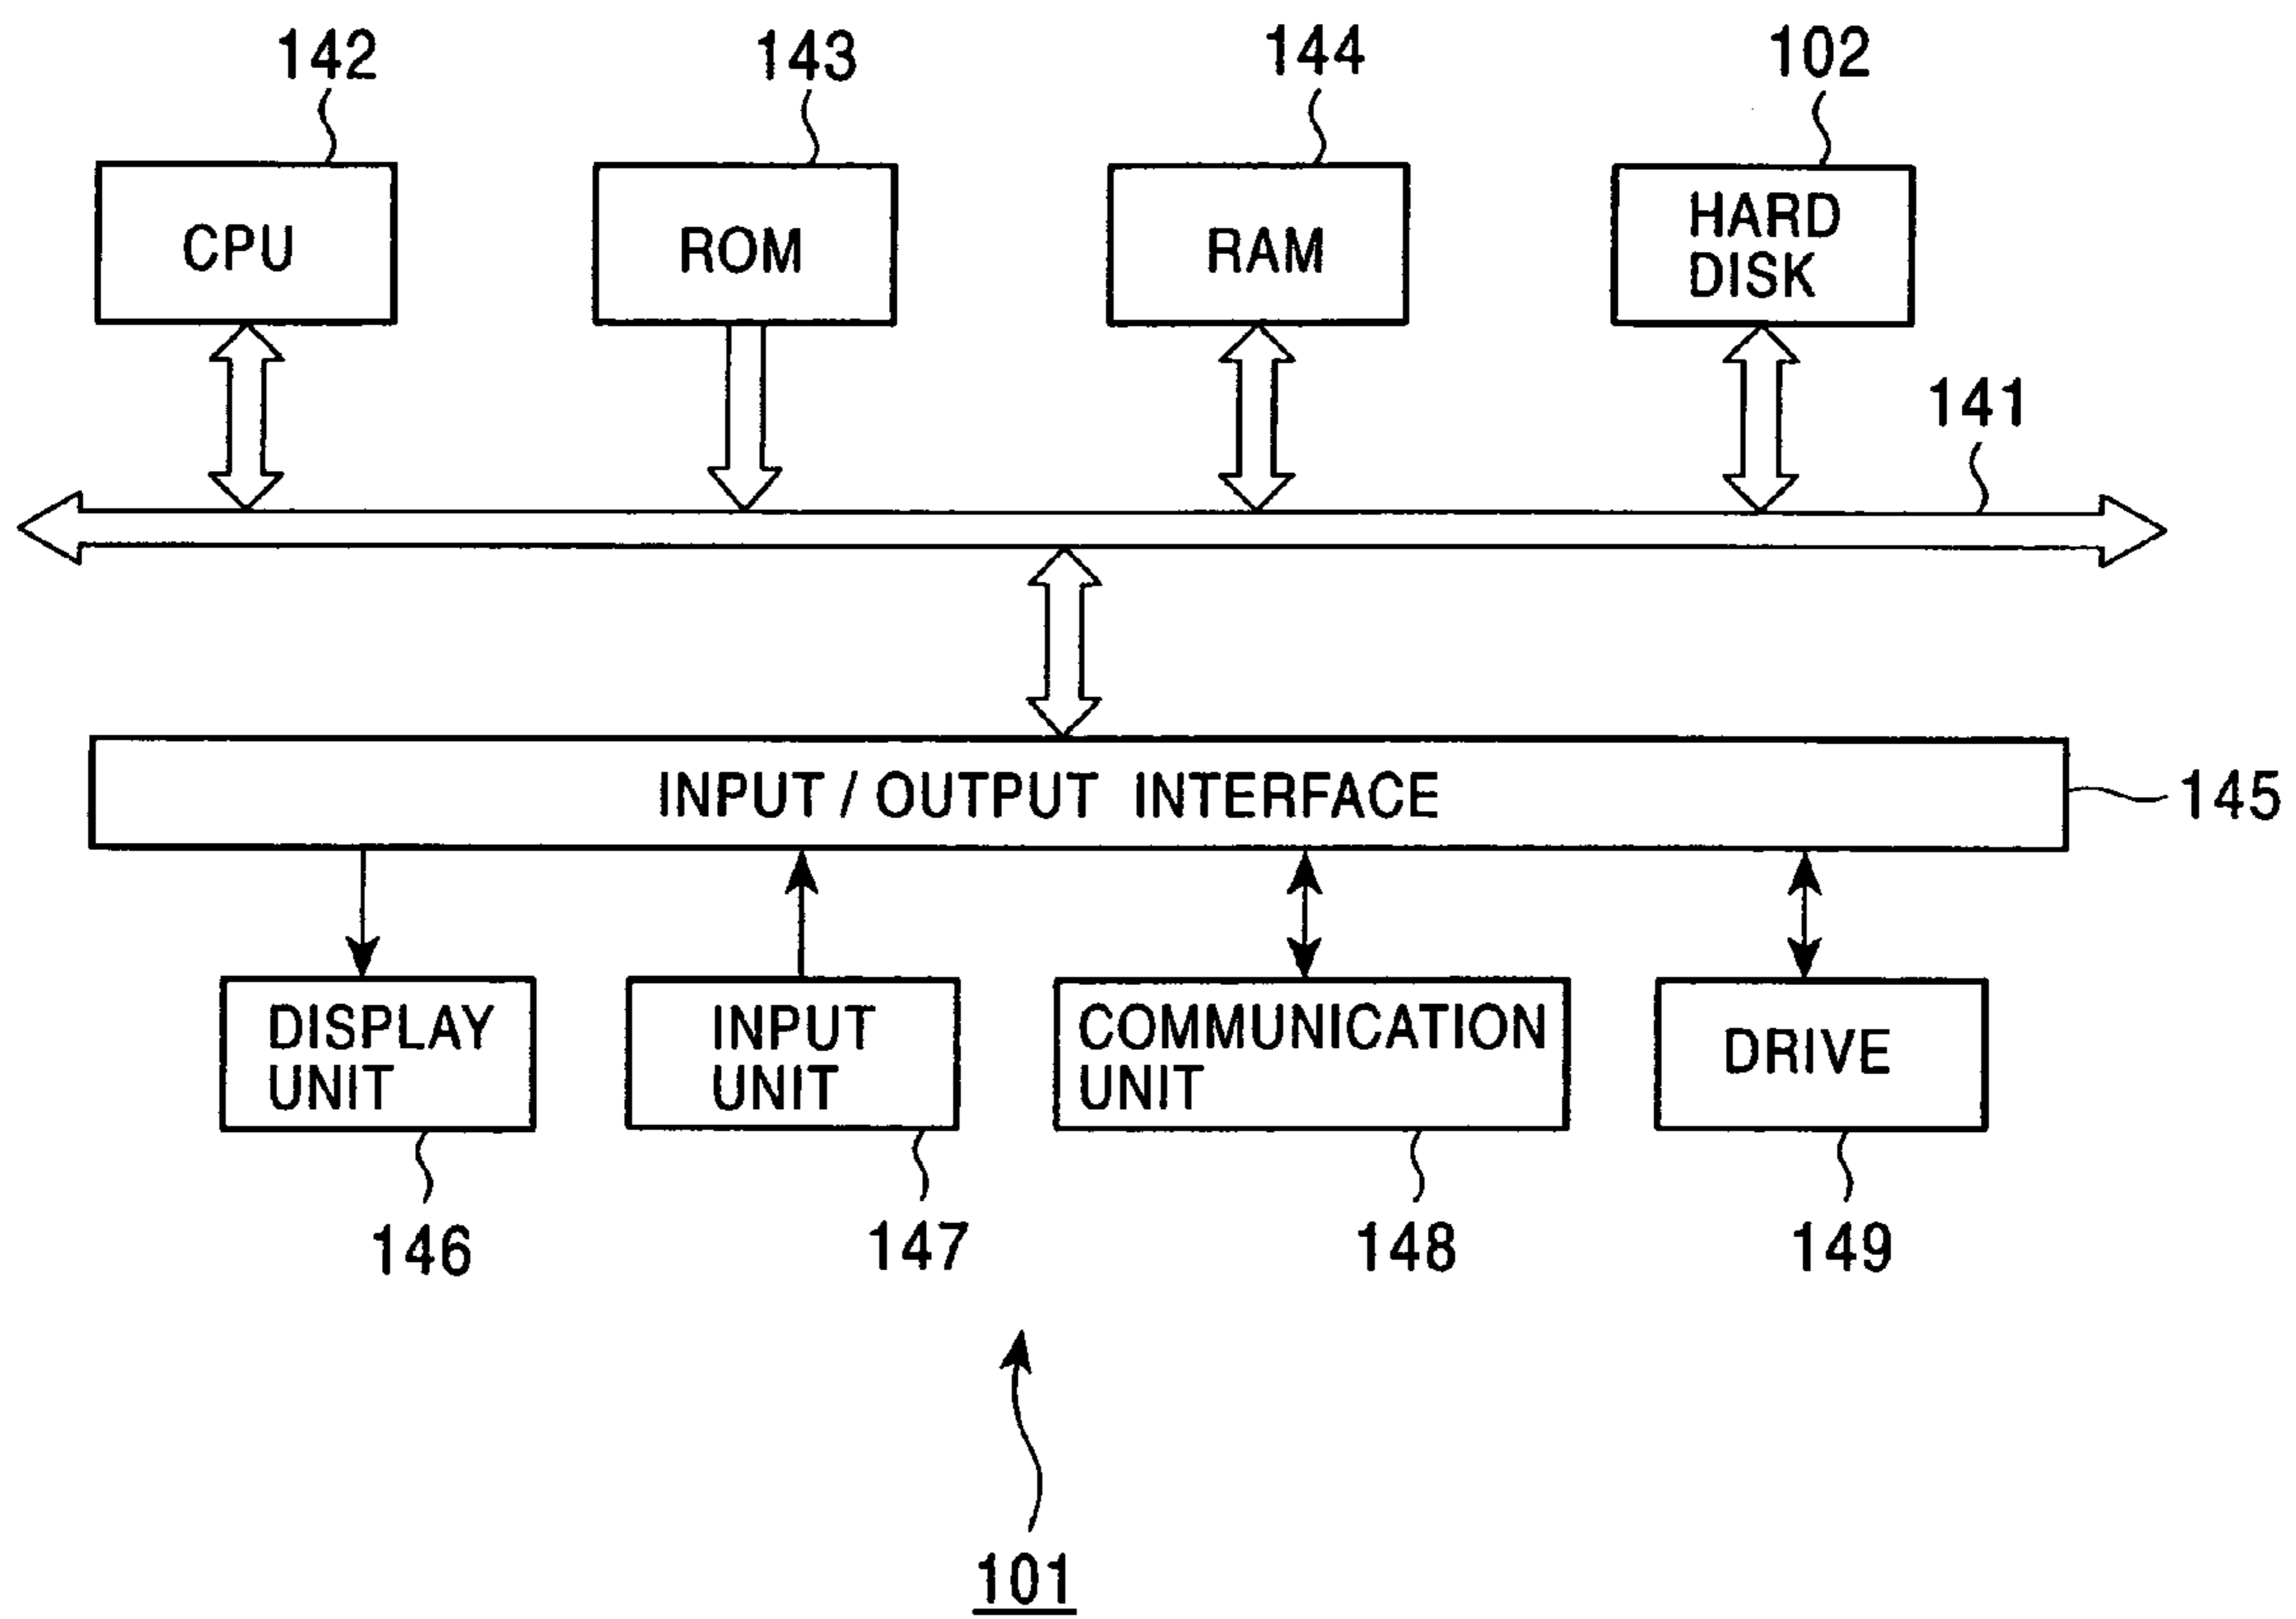 142
143
144
102
CPU
ROM
RAM
HARD
DISK
141
INPUT / OUTPUT INTERFACE
145
DISPLAY
UNIT
INPUT
UNIT
COMMUNICATION
UNIT
DRIVE
146
147
148
149
101